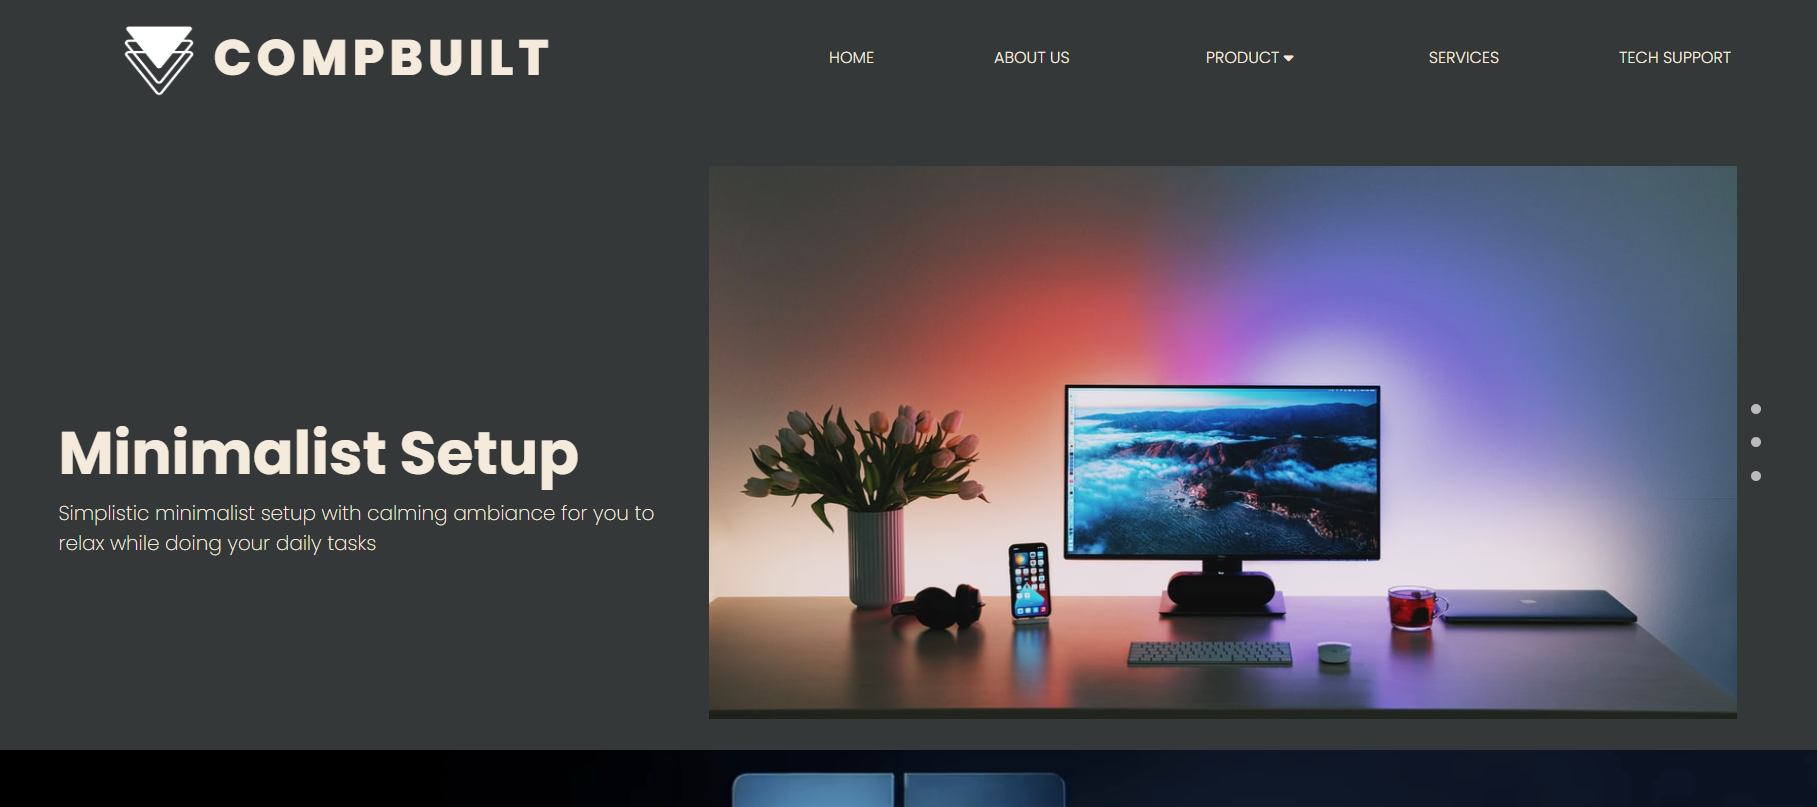 COMPBUILT
HOME ABOUT US PRODUCT SERVICES TECH SUPPORT
Minimalist Setup
Simplistic minimalist setup with calming ambiance for you to
relax while doing your daily tasks